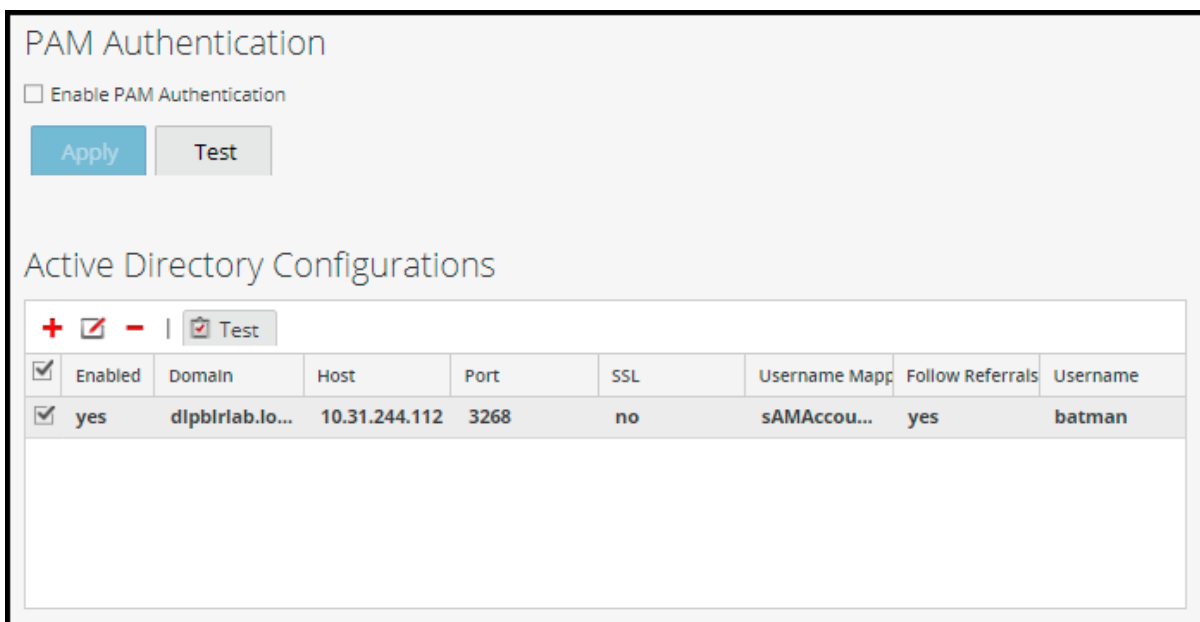 PAM Authentication
Enable PAM Authentication
Apply Test
Active Directory Configurations
Test
Enabled Domain Host Port SSL Username Mapp Follow Referrals Username
yes dlpblrlab.lo... 10.31.244.112 3268 no sAMAccou... yes batman